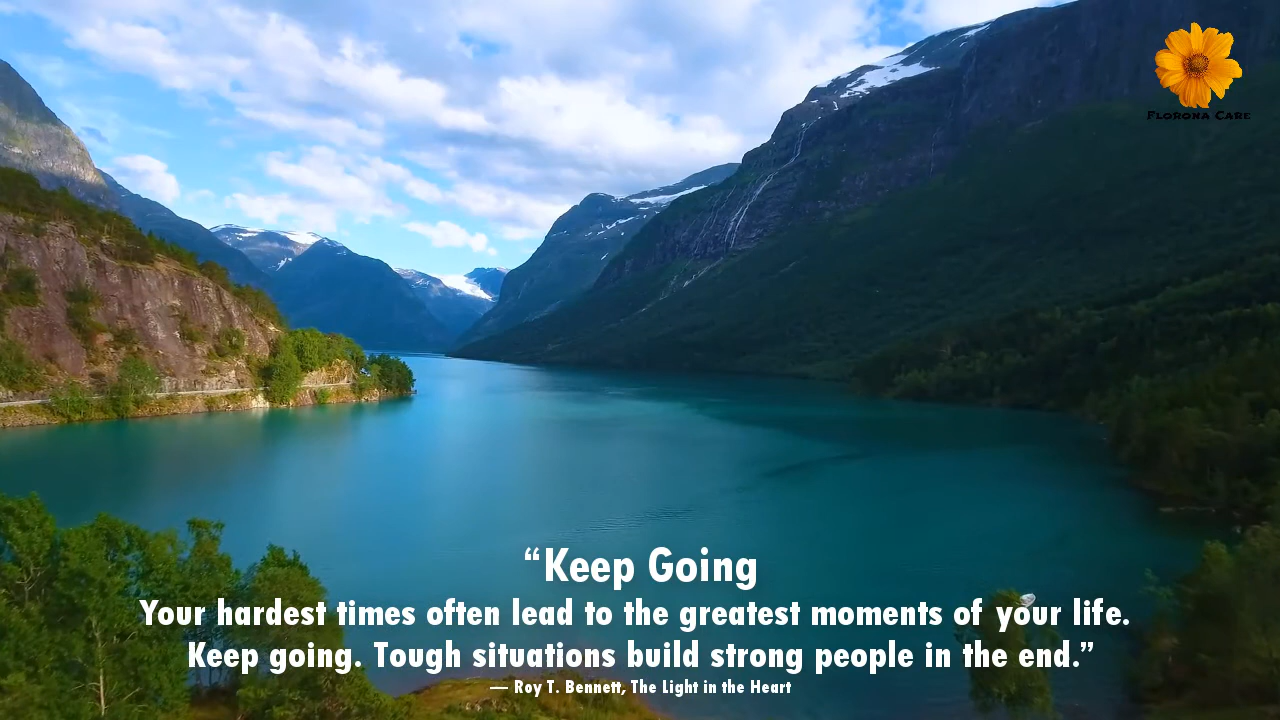 Florona Care
“Keep Going
Your hardest times often lead to the greatest moments of your life.
Keep going. Tough situations build strong people in the end.”
— Roy T. Bennett, The Light in the Heart